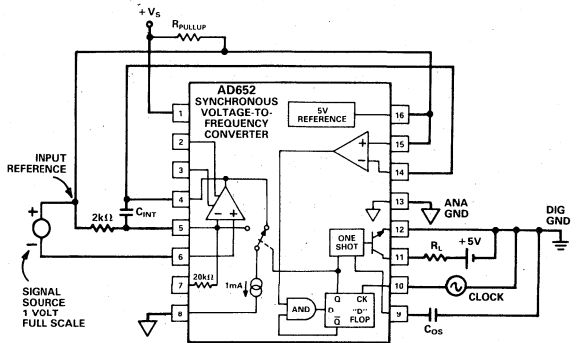 + VS
RPULLUP
AD652
SYNCHRONOUS
VOLTAGE-TO-
FREQUENCY
CONVERTER
5V
REFERENCE
1
2
3
4
5
6
7
8
16
15
14
13
12
11
10
9
INPUT
REFERENCE
CINT
2kΩ
+
−
SIGNAL
SOURCE
1 VOLT
FULL SCALE
20kΩ
1mA
−
+
+
−
ONE
SHOT
AND
D
Q
CK
"D"
Q̅
FLOP
ANA
GND
DIG
GND
RL
+5V
CLOCK
COS